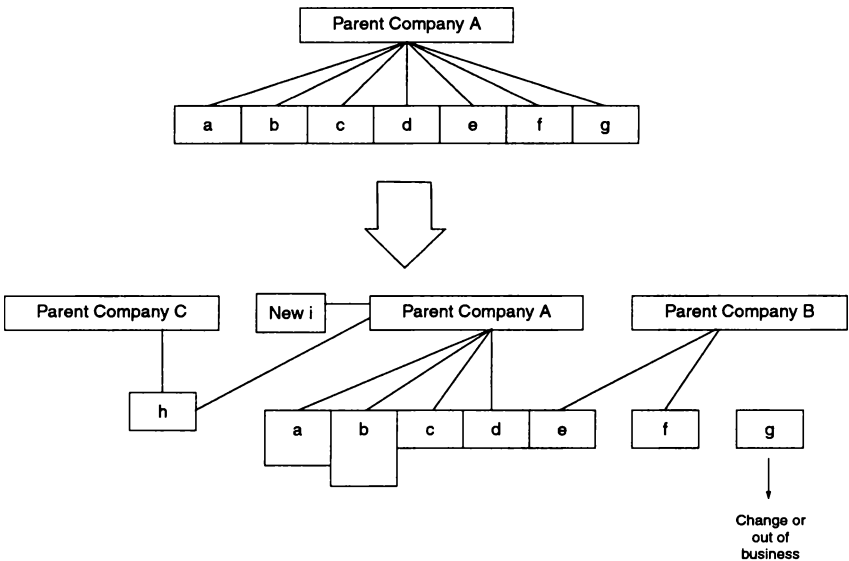 Parent Company A
a b c d e f g
Parent Company C New i Parent Company A Parent Company B
h
a b c d e f g
Change or
out of
business